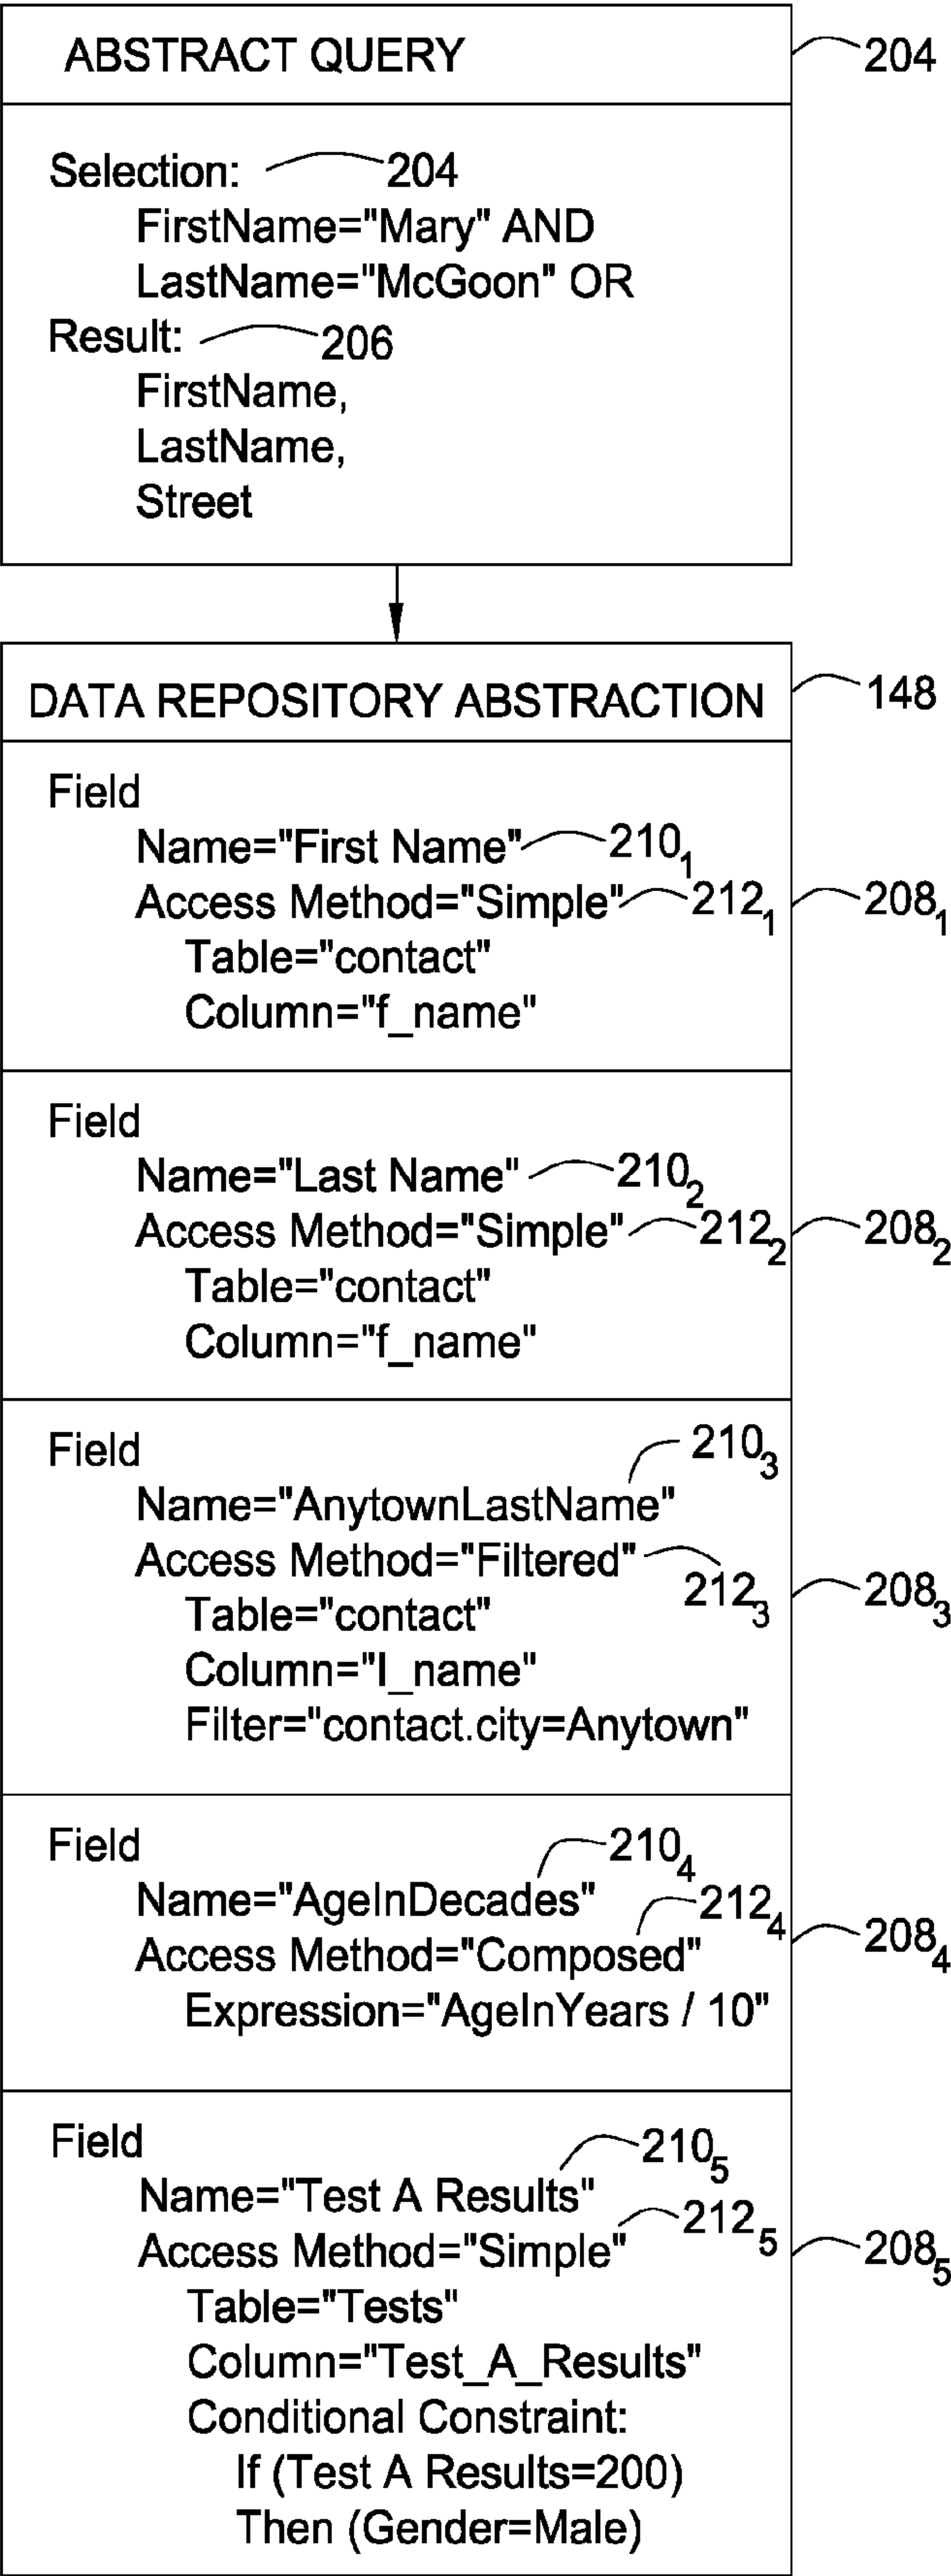 ABSTRACT QUERY 204
Selection: 204
FirstName="Mary" AND
LastName="McGoon" OR
Result: 206
FirstName,
LastName,
Street
DATA REPOSITORY ABSTRACTION 148
Field
Name="First Name" 210₁
Access Method="Simple" 212₁ 208₁
Table="contact"
Column="f_name"
Field
Name="Last Name" 210₂
Access Method="Simple" 212₂ 208₂
Table="contact"
Column="f_name"
Field 210₃
Name="AnytownLastName"
Access Method="Filtered" 212₃ 208₃
Table="contact"
Column="l_name"
Filter="contact.city=Anytown"
Field 210₄
Name="AgeInDecades" 212₄
Access Method="Composed" 208₄
Expression="AgeInYears / 10"
Field 210₅
Name="Test A Results" 212₅
Access Method="Simple" 208₅
Table="Tests"
Column="Test_A_Results"
Conditional Constraint:
If (Test A Results=200)
Then (Gender=Male)